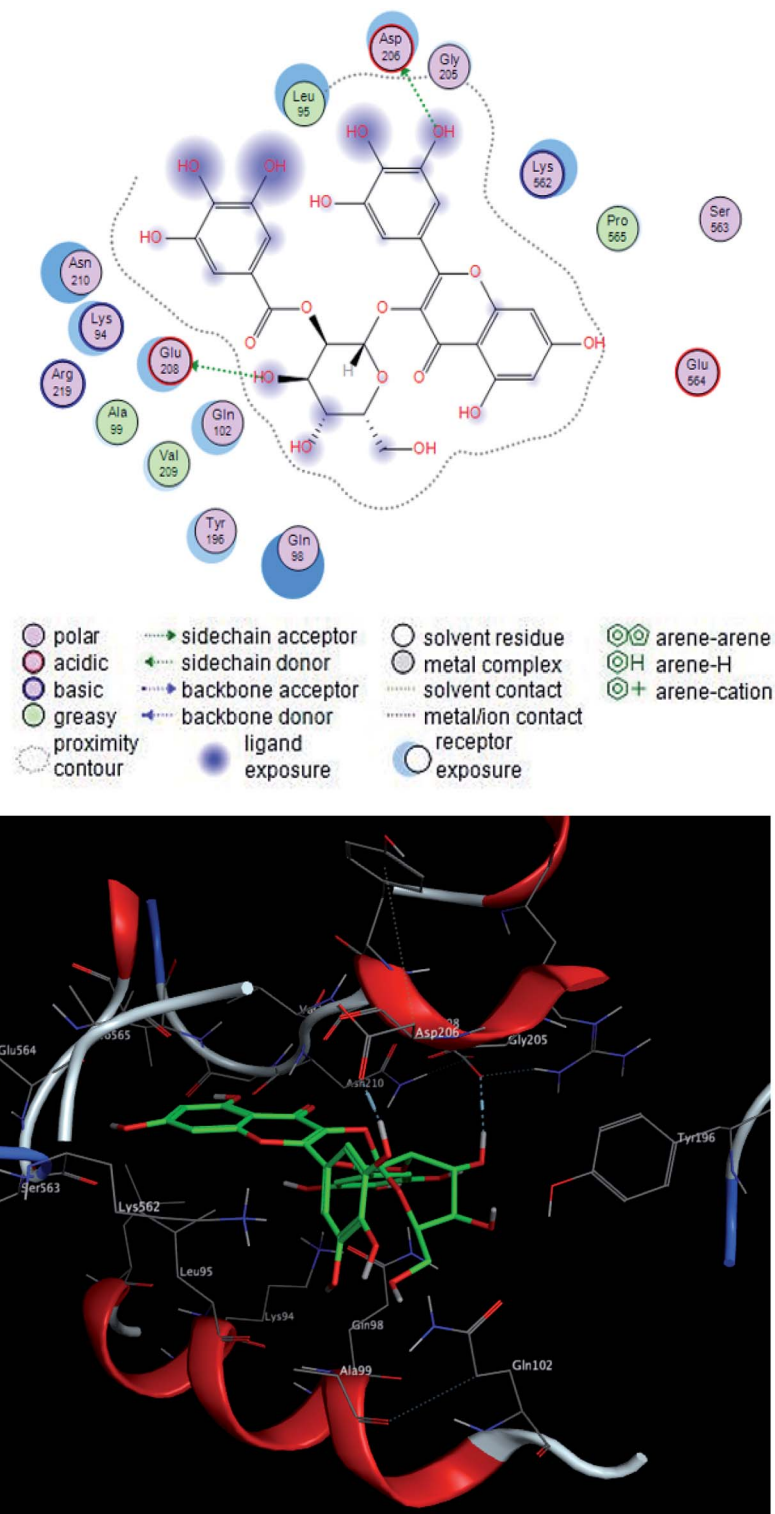 Asp
206
Gly
205
Leu
95
HO
OH
HO
OH
Lys
562
HO
Ser
563
Pro
565
HO
O
Asn
210
O
O
Lys
94
O
Glu
208
OH
H
Arg
219
HO
O
O
Glu
564
Ala
99
Gln
102
OH
HO
OH
Val
209
Tyr
196
Gln
98
polar
sidechain acceptor
solvent residue
arene-arene
acidic
sidechain donor
metal complex
H
arene-H
basic
backbone acceptor
solvent contact
+
arene-cation
greasy
backbone donor
metal/ion contact
proximity
contour
ligand
exposure
receptor
exposure
Asp206
Gly205
Glu564
Asn210
Tyr196
Ser563
Lys562
Leu95
Lys94
Gln98
Ala99
Gln102